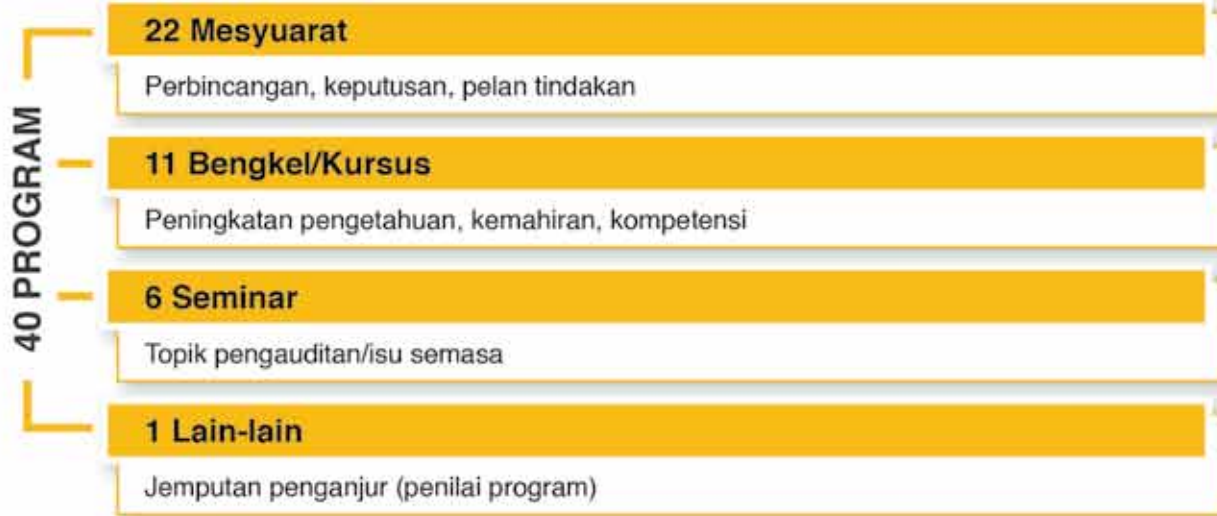 40 PROGRAM
22 Mesyuarat
Perbincangan, keputusan, pelan tindakan
11 Bengkel/Kursus
Peningkatan pengetahuan, kemahiran, kompetensi
6 Seminar
Topik pengauditan/isu semasa
1 Lain-lain
Jemputan penganjur (penilai program)